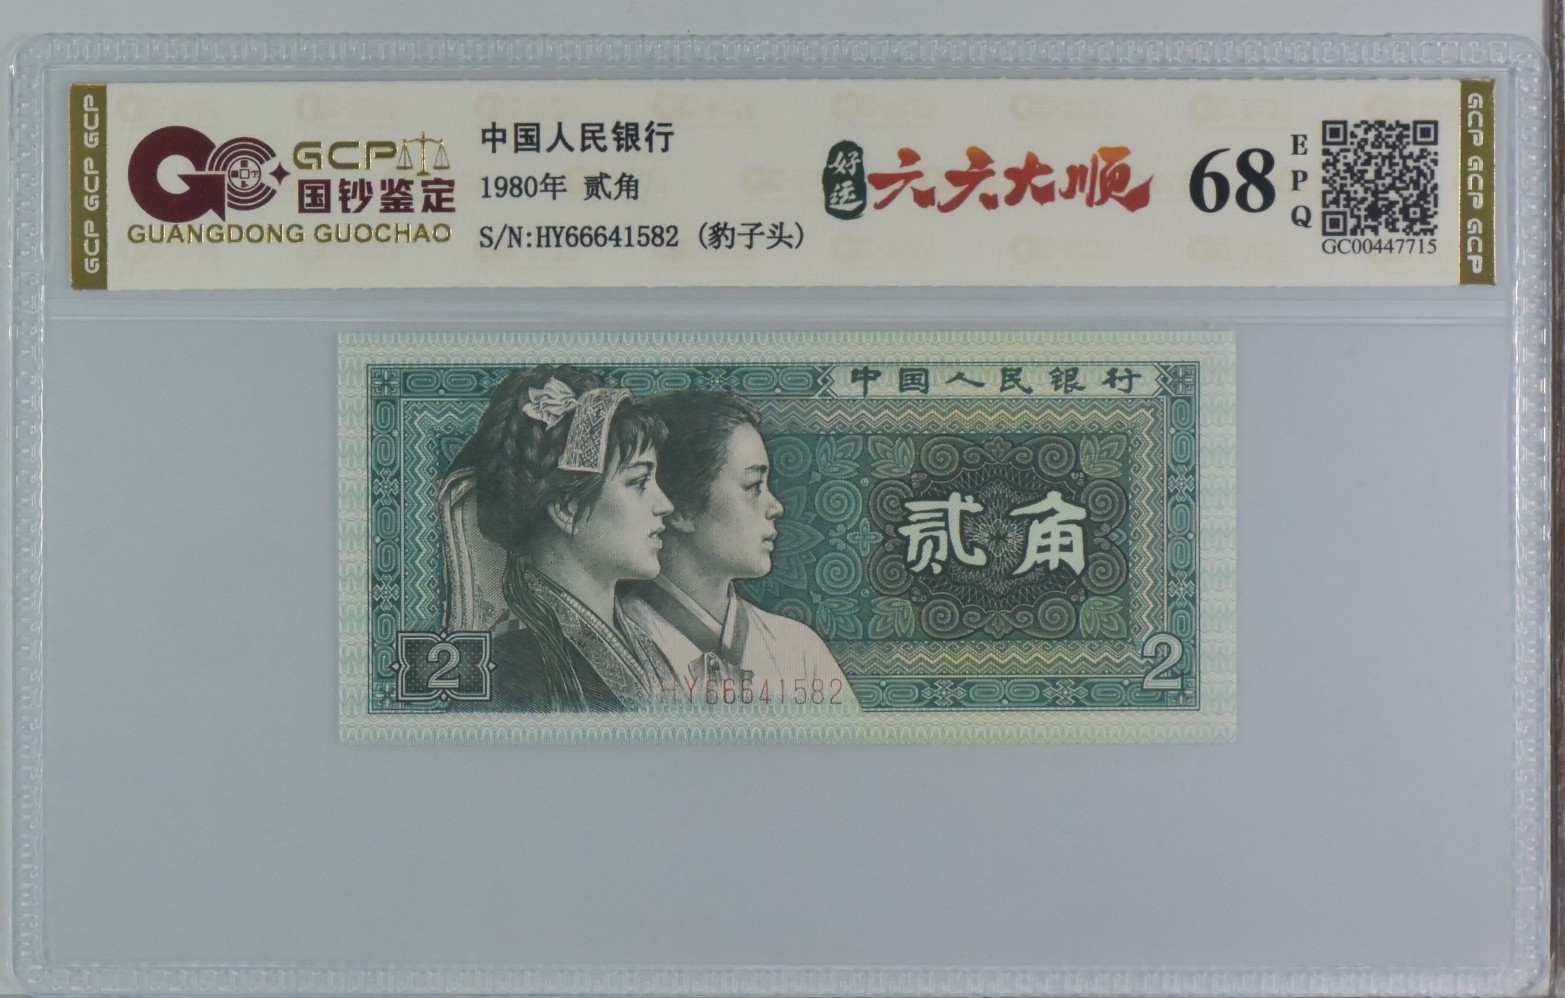 GCP GCP GCP
GCP
国钞鉴定
GUANGDONG GUOCHAO
中国人民银行
1980年 贰角
S/N:HY66641582 (豹子头)
好运
六六大顺
68
EPQ
GC00447715
GCP GCP GCP
中国人民银行
贰角
2
2
HY66641582